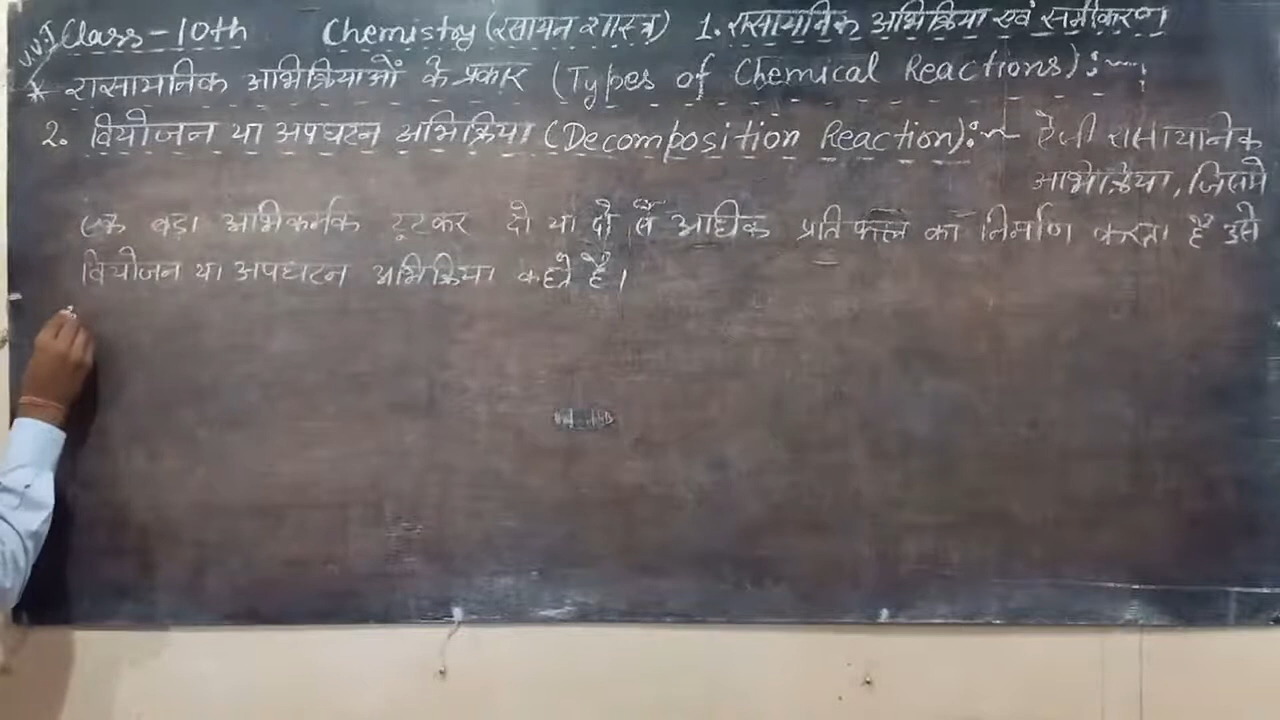 V.V.I Class - 10th Chemistry (रसायन शास्त्र) 1. रासायनिक अभिक्रिया एवं समीकरण
* रासायनिक अभिक्रियाओं के प्रकार (Types of Chemical Reactions):-
2. वियोजन या अपघटन अभिक्रिया (Decomposition Reaction):- ऐसी रासायनिक
अभिक्रिया, जिसमे
एक बड़ा अभिकर्मक टूटकर दो या दो से अधिक प्रतिफल का निर्माण करता है उसे
वियोजन या अपघटन अभिक्रिया कहते हैं।